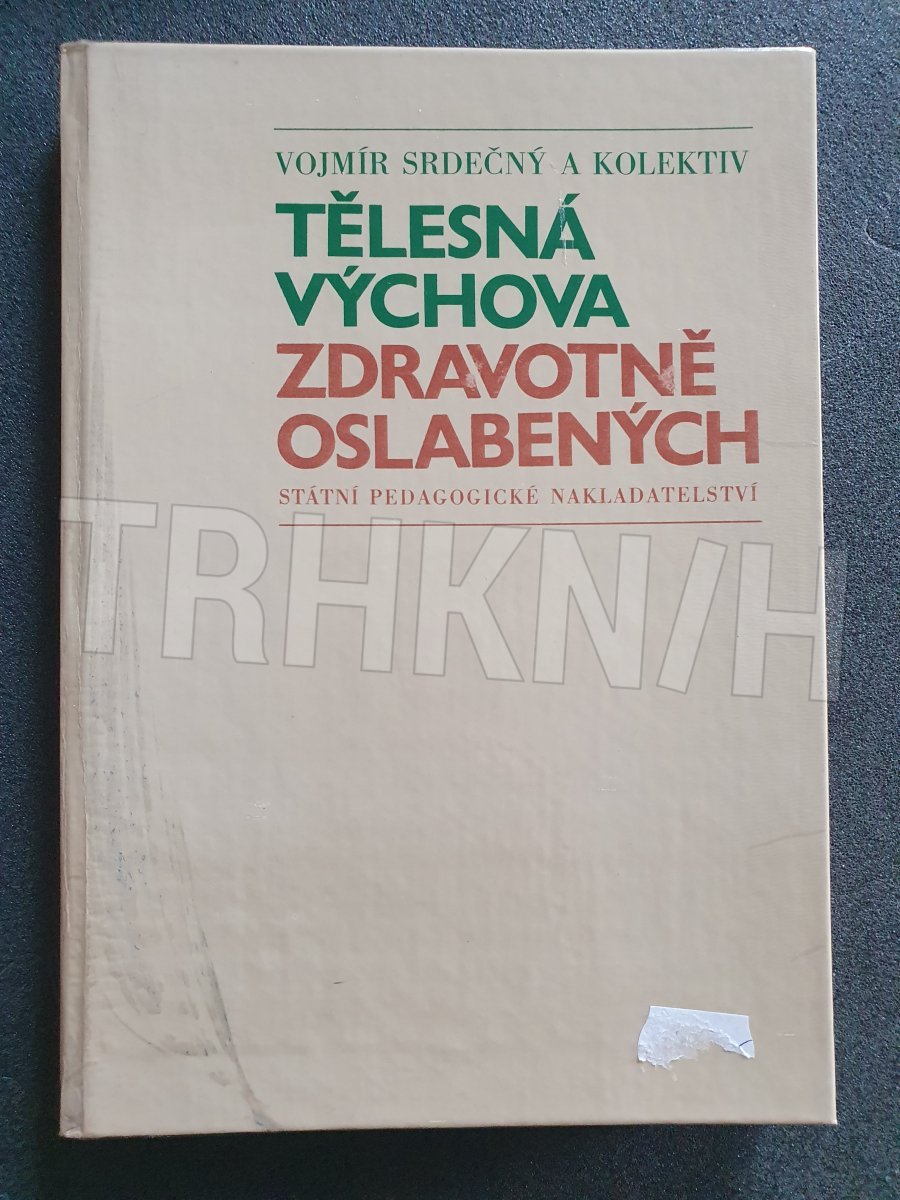 VOJMÍR SRDEČNÝ A KOLEKTIV
TĚLESNÁ
VÝCHOVA
ZDRAVOTNĚ
OSLABENÝCH
STÁTNÍ PEDAGOGICKÉ NAKLADATELSTVÍ
TRHKNIH